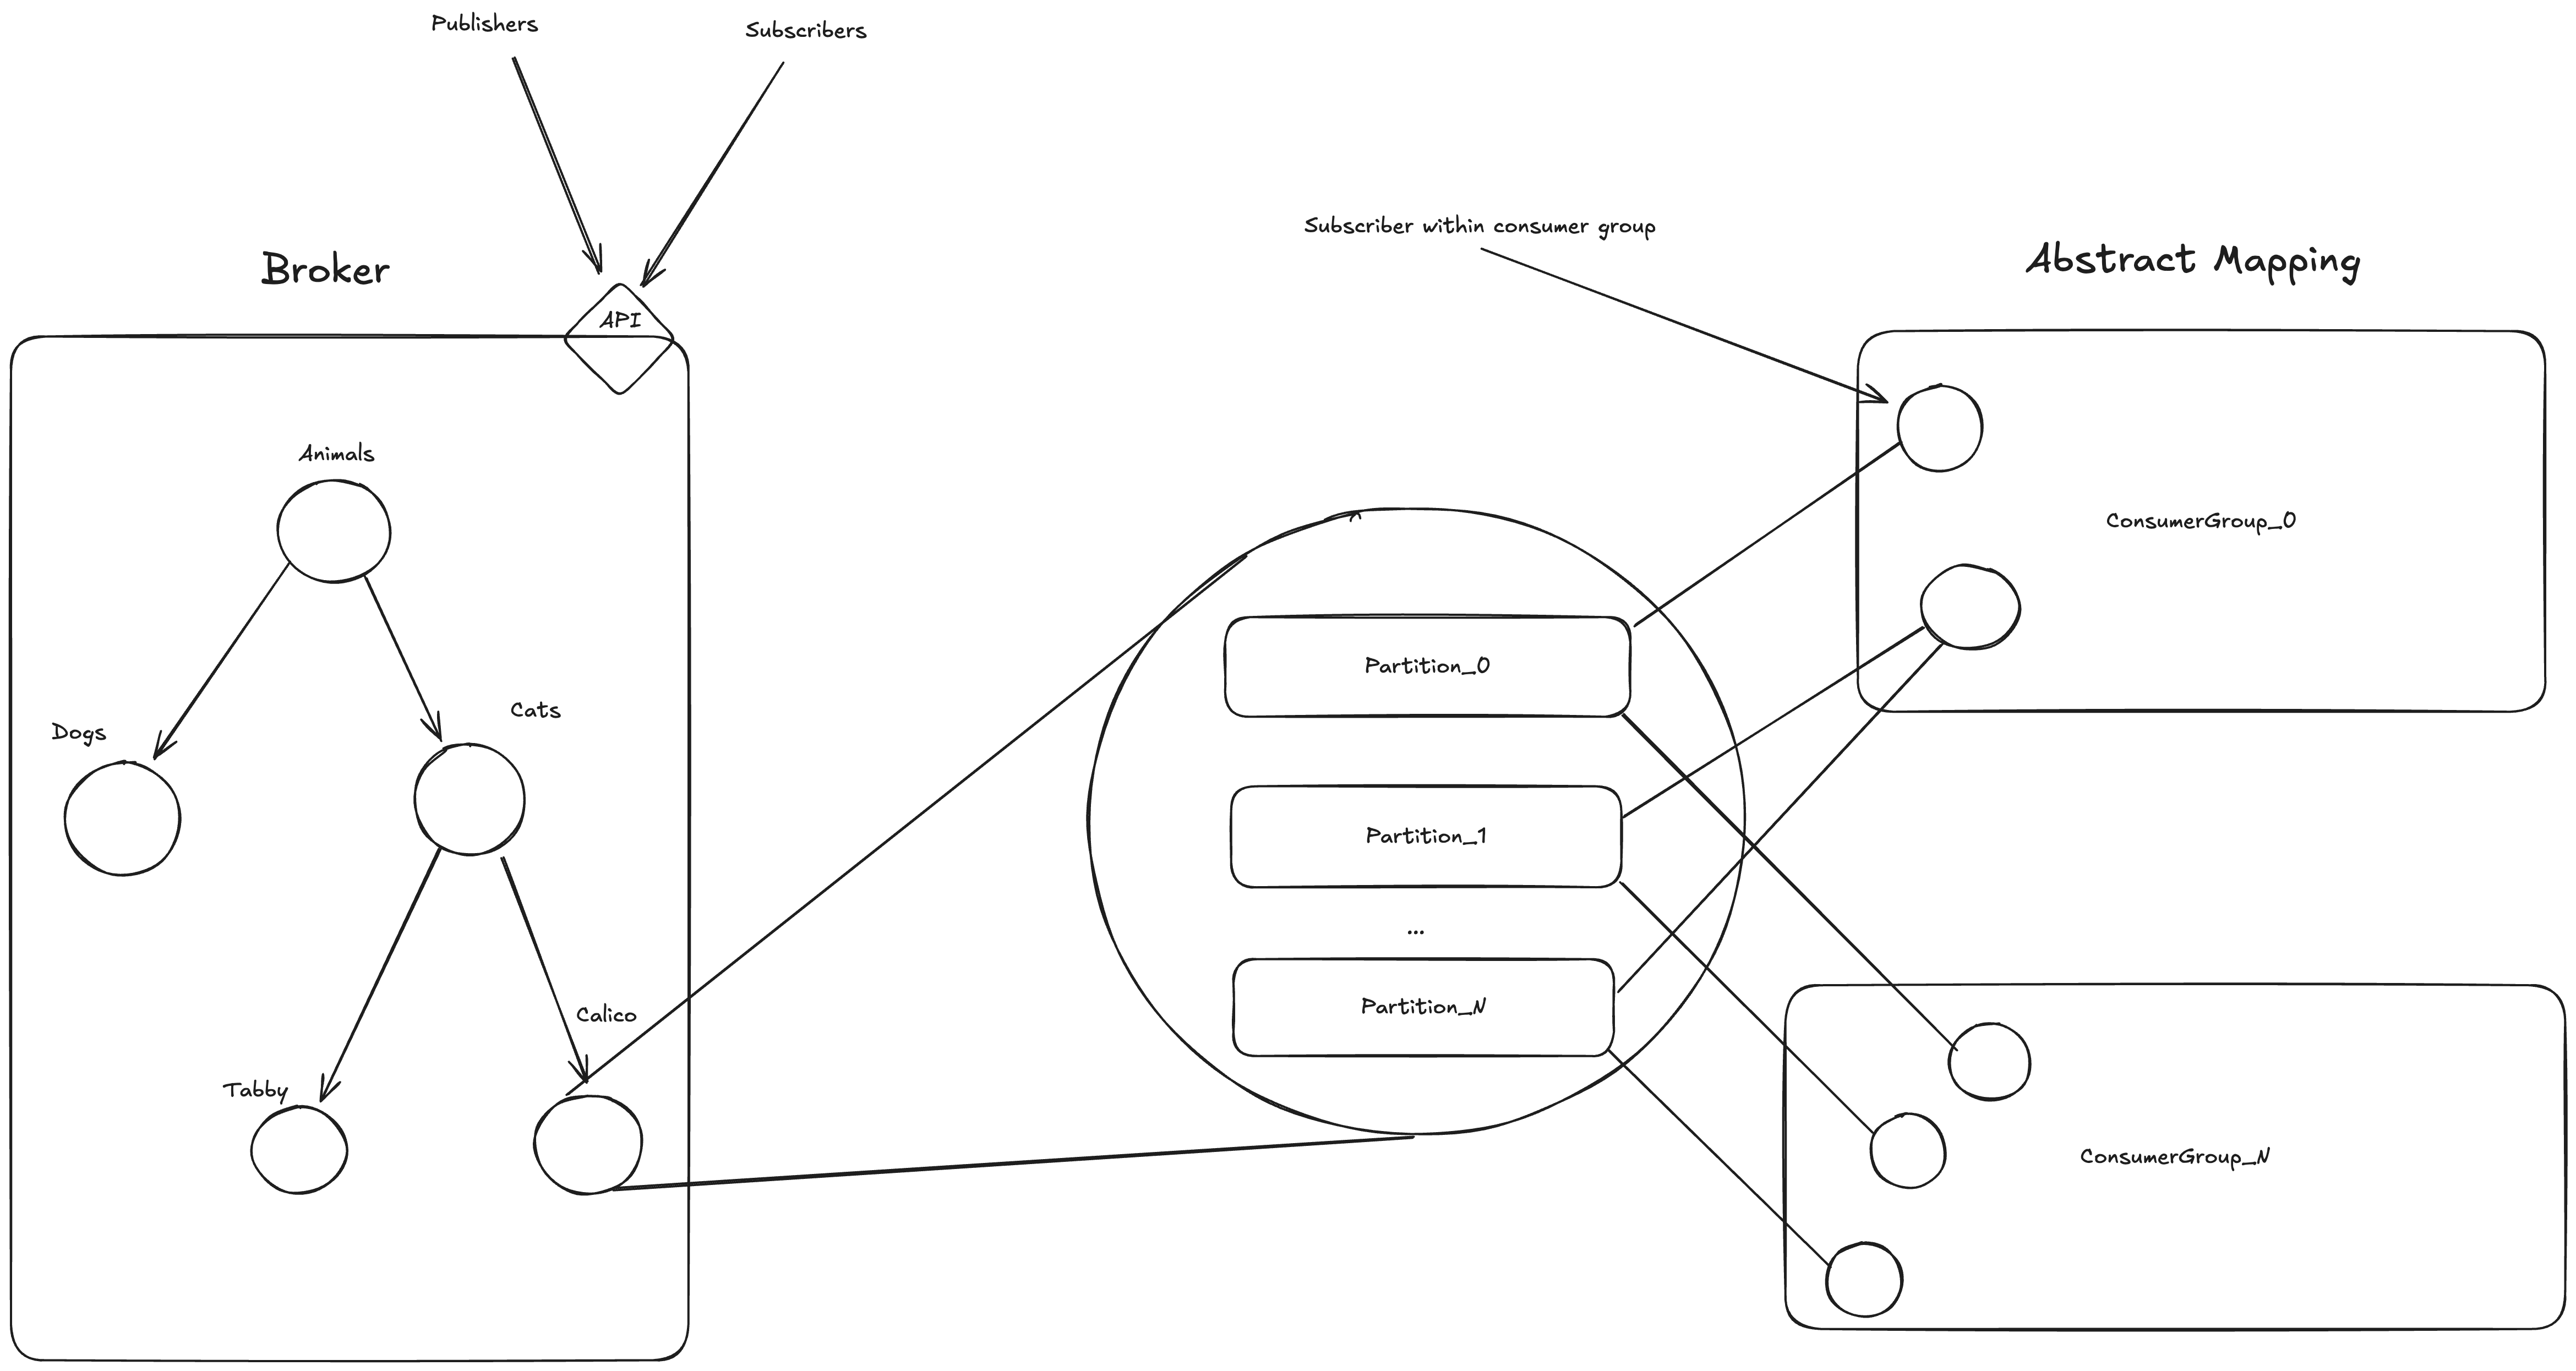 Publishers
Subscribers
Broker
API
Subscriber within consumer group
Abstract Mapping
Animals
ConsumerGroup_0
Dogs
Cats
Partition_0
Partition_1
...
Partition_N
Calico
Tabby
ConsumerGroup_N